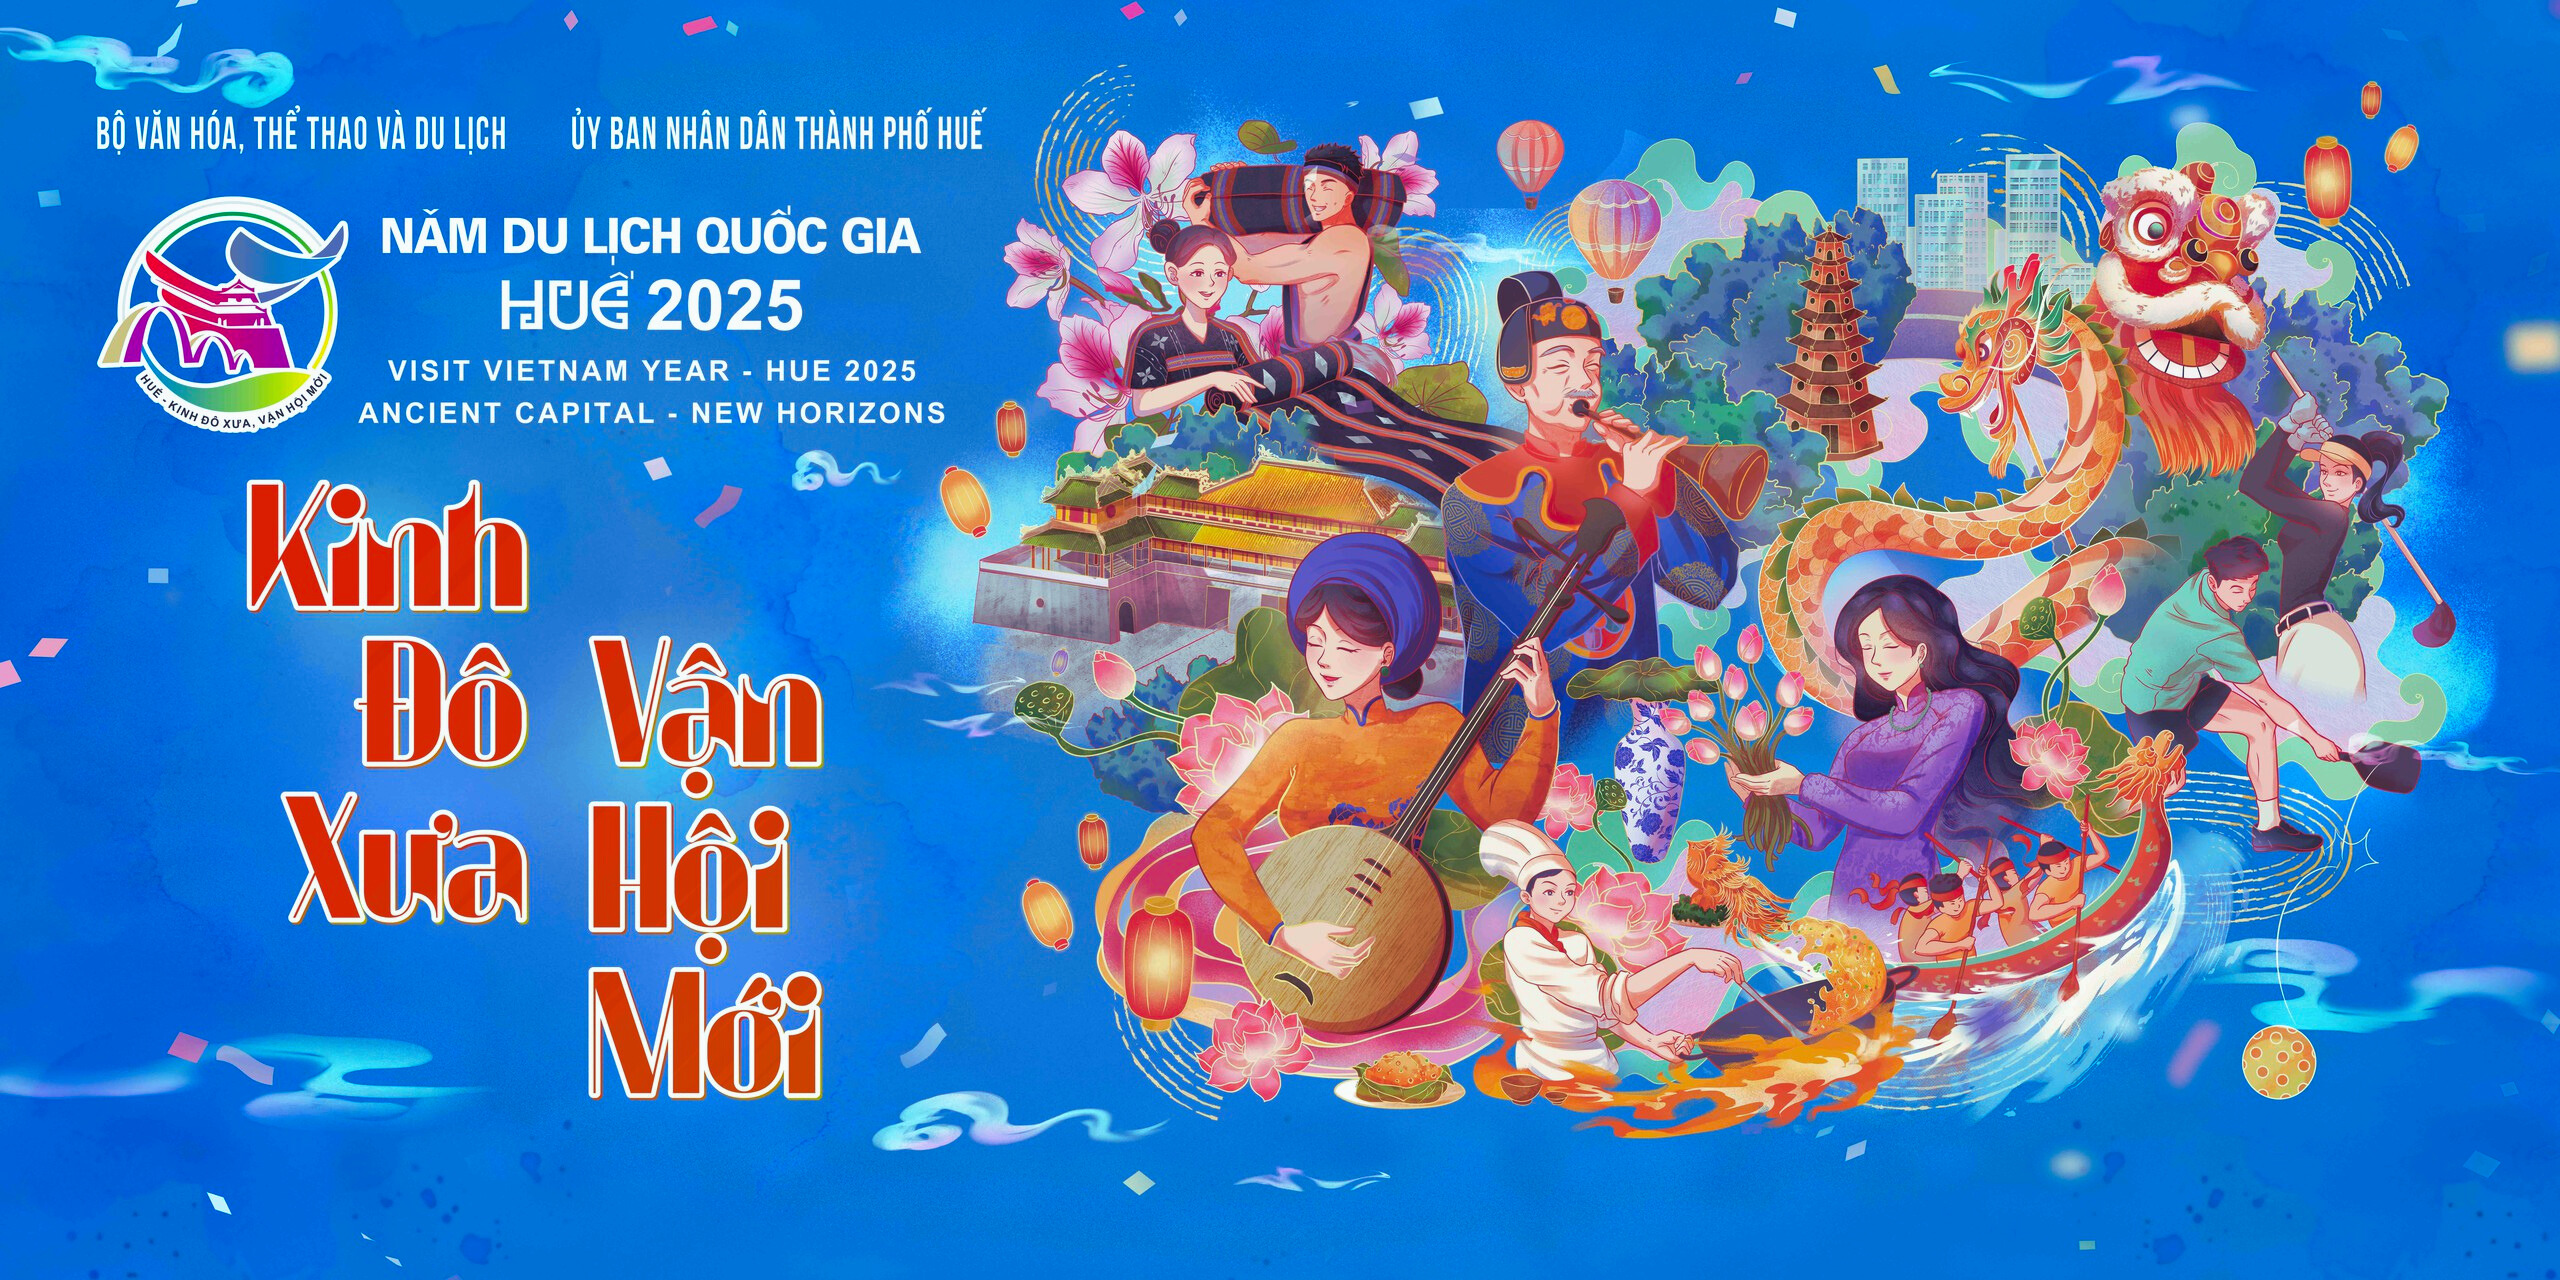 BỘ VĂN HÓA, THỂ THAO VÀ DU LỊCH
ỦY BAN NHÂN DÂN THÀNH PHỐ HUẾ
NĂM DU LỊCH QUỐC GIA
HUẾ 2025
VISIT VIETNAM YEAR - HUE 2025
ANCIENT CAPITAL - NEW HORIZONS
HUẾ - KINH ĐÔ XƯA, VẬN HỘI MỚI
Kinh
Đô
Xưa
Vận
Hội
Mới